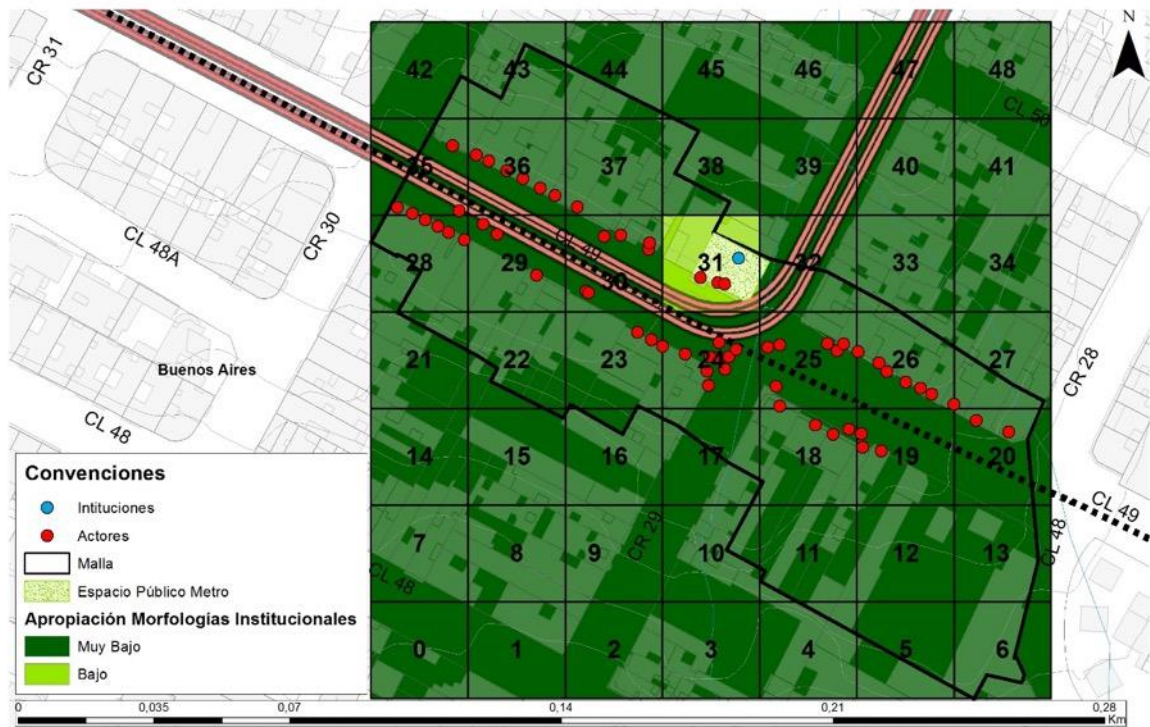 N
CR 31
42
43
44
45
46
47
48
CL 50
35
36
37
38
39
40
41
CR 30
CL 48A
CL 49
28
29
30
31
32
33
34
Buenos Aires
21
22
23
24
25
26
27
CR 28
CL 48
14
15
16
17
18
19
20
CL 49
7
8
9
10
11
12
13
CR 29
CL 48
CL 48
0
1
2
3
4
5
6
Convenciones
Intituciones
Actores
Malla
Espacio Público Metro
Apropiación Morfologías Institucionales
Muy Bajo
Bajo
0 0,035 0,07 0,14 0,21 0,28
Km